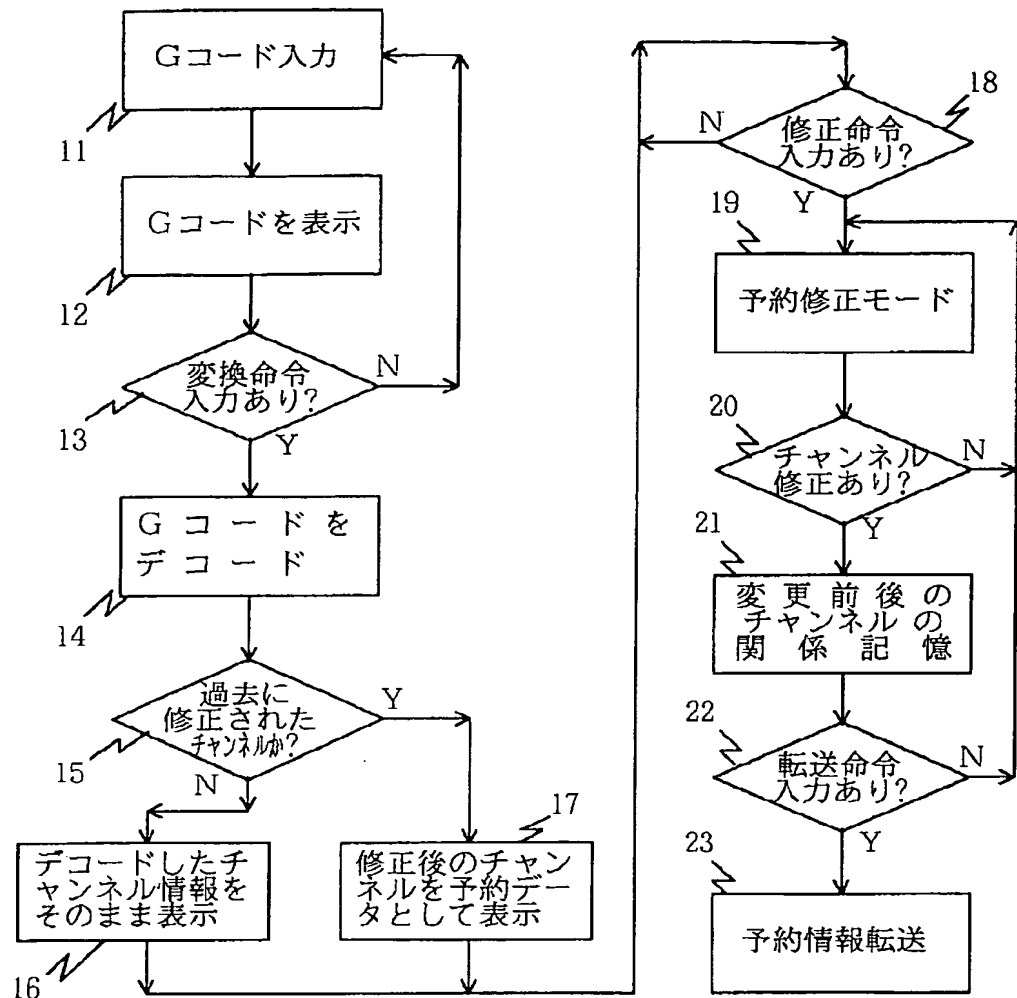 Gコード入力
11
Gコードを表示
12
変換命令
入力あり?
N
13
Y
Gコードを
デコード
14
過去に
修正された
チャンネルか?
Y
15
N
デコードしたチ
ャンネル情報を
そのまま表示
16
17
修正後のチャン
ネルを予約デー
タとして表示
18
N
修正命令
入力あり?
Y
19
予約修正モード
20
チャンネル
修正あり?
N
Y
21
変更前後の
チャンネルの
関係記憶
22
転送命令
入力あり?
N
Y
23
予約情報転送